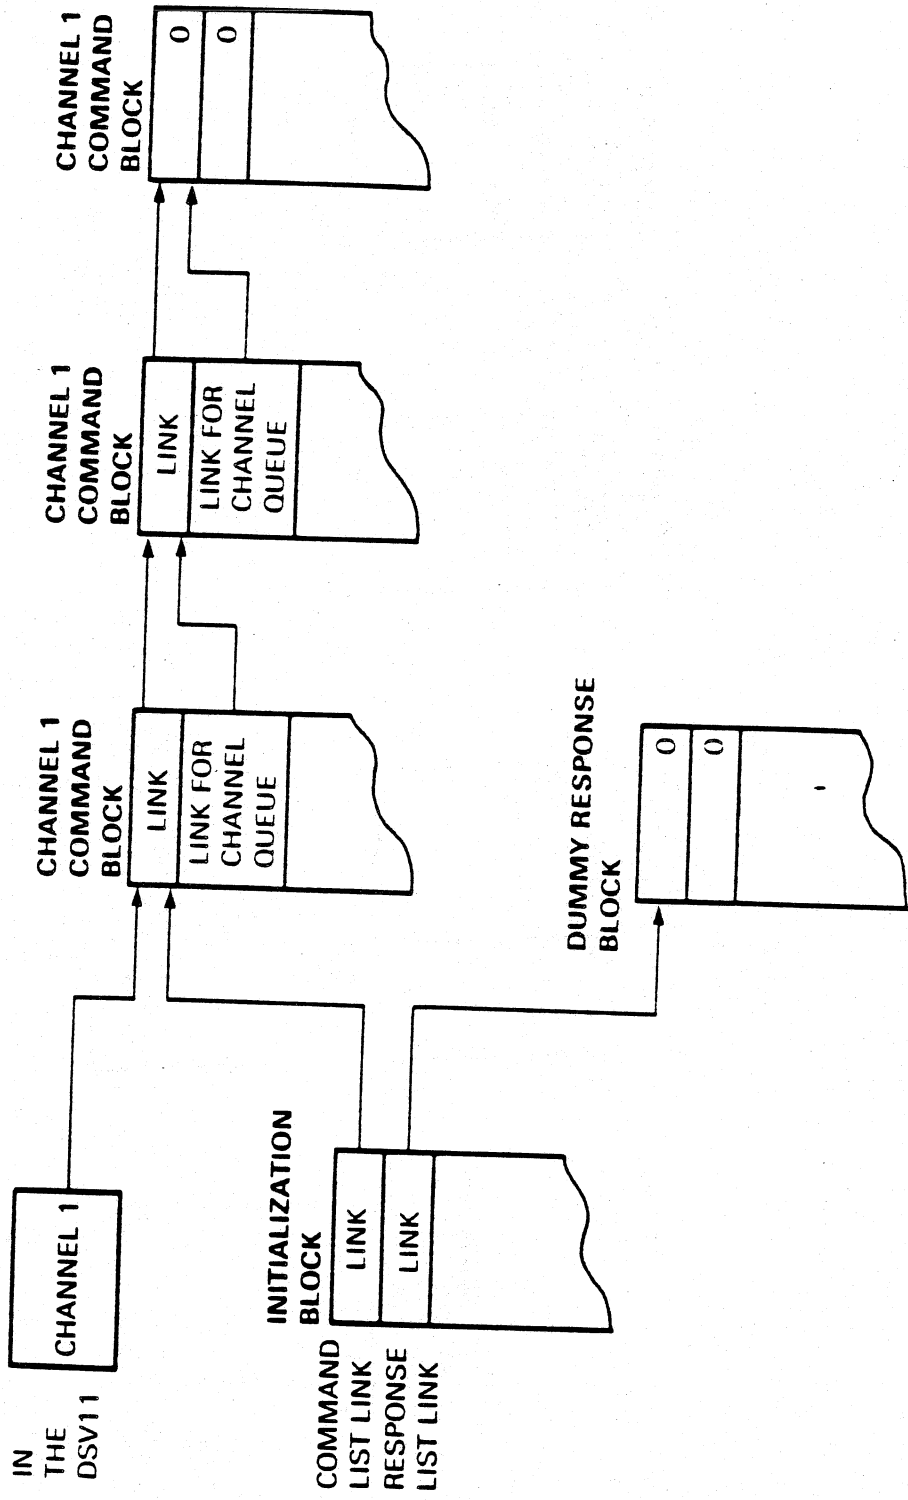 IN
THE
DSV11
CHANNEL 1
CHANNEL 1
COMMAND
BLOCK
LINK
LINK FOR
CHANNEL
QUEUE
CHANNEL 1
COMMAND
BLOCK
LINK
LINK FOR
CHANNEL
QUEUE
CHANNEL 1
COMMAND
BLOCK
0
0
INITIALIZATION
BLOCK
COMMAND
LIST LINK
LINK
RESPONSE
LIST LINK
LINK
DUMMY RESPONSE
BLOCK
0
0